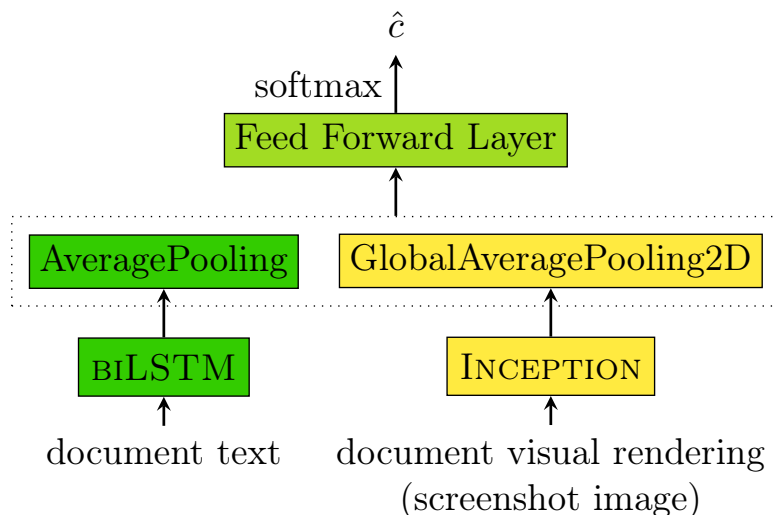 ĉ
softmax
Feed Forward Layer
AveragePooling
GlobalAveragePooling2D
BILSTM
INCEPTION
document text
document visual rendering
(screenshot image)